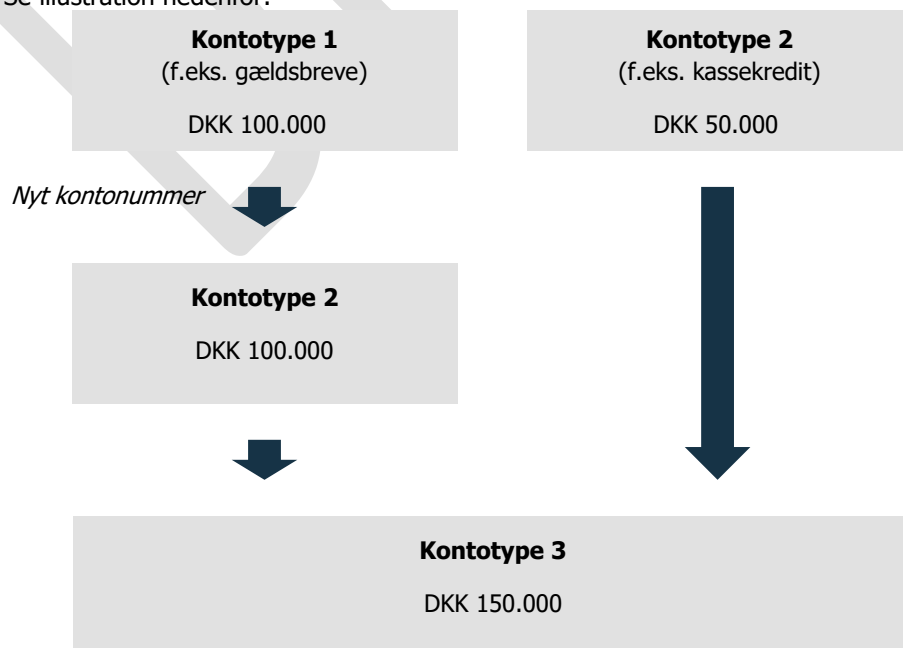 Se illustration nedenfor:
Kontotype 1
(f.eks. gældsbreve)
DKK 100.000
Kontotype 2
(f.eks. kassekredit)
DKK 50.000
Nyt kontonummer
Kontotype 2
DKK 100.000
Kontotype 3
DKK 150.000